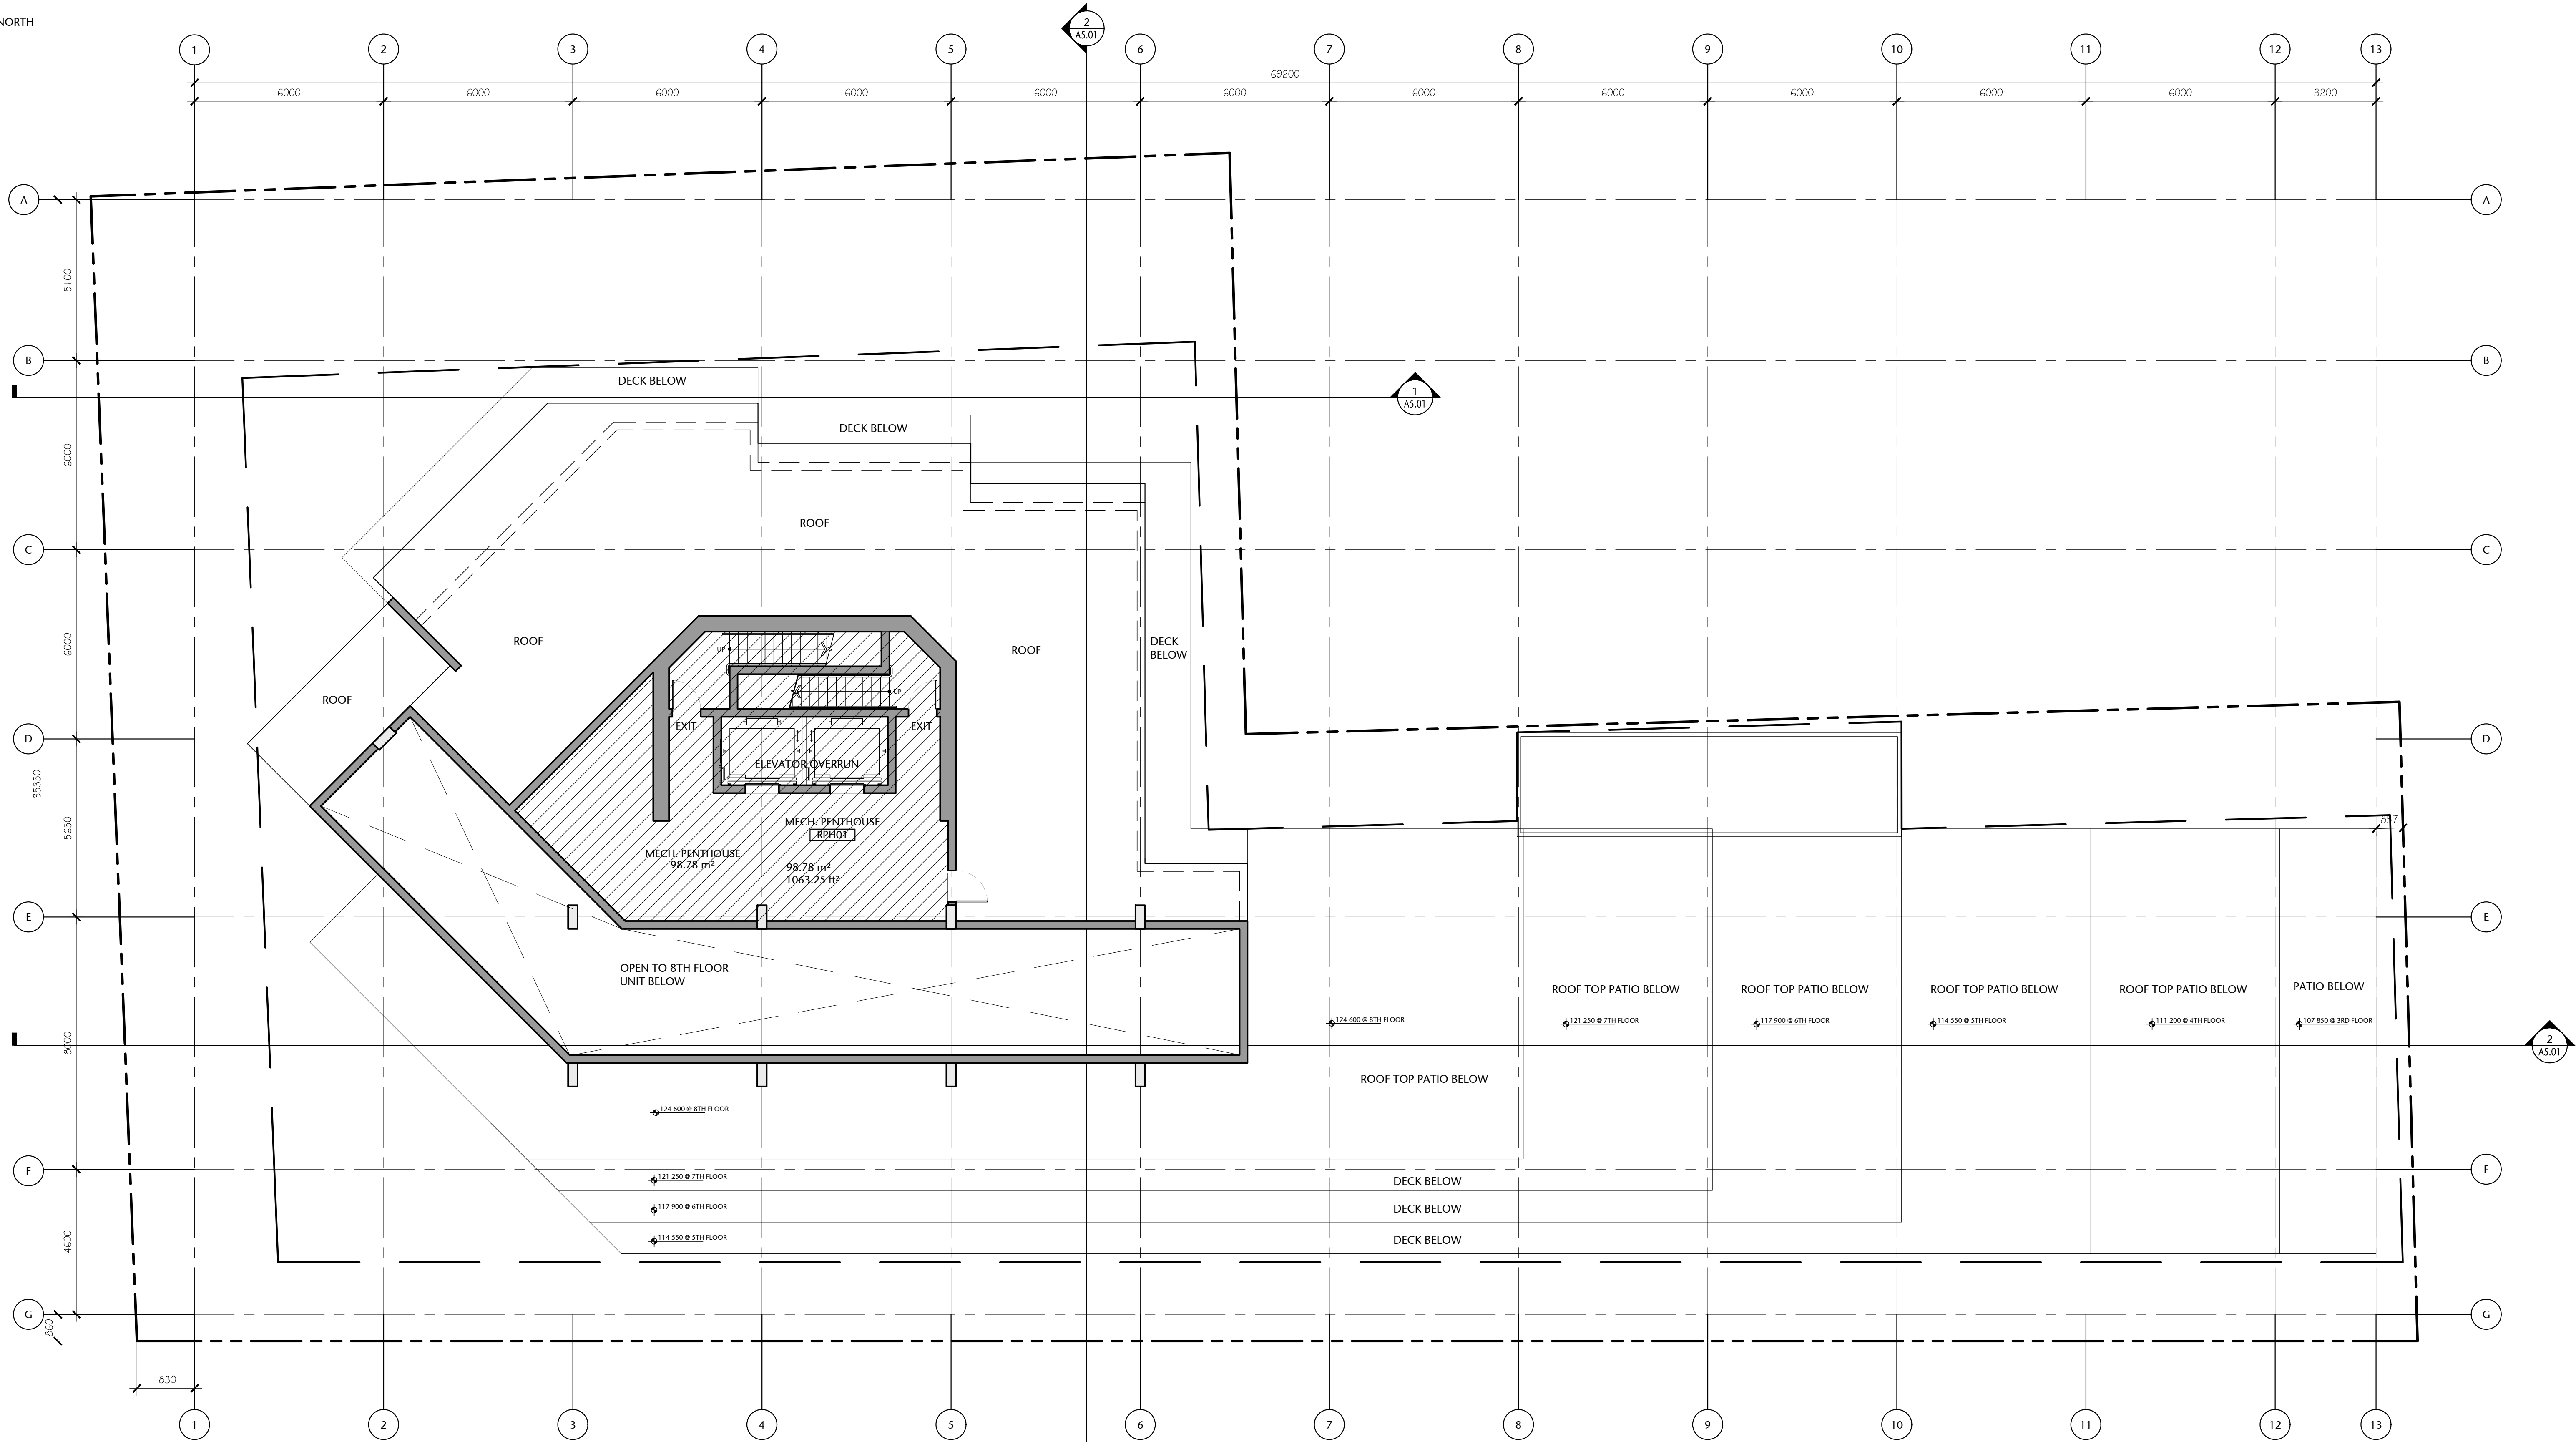 NORTH
2
A5.01
1 2 3 4 5 6 7 8 9 10 11 12 13
69200
6000 6000 6000 6000 6000 6000 6000 6000 6000 6000 6000 3200
A A
5100
B B
DECK BELOW
1
A5.01
DECK BELOW
6000
ROOF
C C
ROOF
ROOF
DECK
BELOW
6000
UP
UP
ROOF
EXIT EXIT
D D
35350
ELEVATOR OVERRUN
5650
MECH. PENTHOUSE
RPH01
857
MECH. PENTHOUSE
98.78 m²
98.78 m²
1063.25 ft²
E E
OPEN TO 8TH FLOOR
UNIT BELOW
ROOF TOP PATIO BELOW
ROOF TOP PATIO BELOW
ROOF TOP PATIO BELOW
ROOF TOP PATIO BELOW
PATIO BELOW
124 600 @ 8TH FLOOR
121 250 @ 7TH FLOOR
117 900 @ 6TH FLOOR
114 550 @ 5TH FLOOR
111 200 @ 4TH FLOOR
107 850 @ 3RD FLOOR
8000
2
A5.01
ROOF TOP PATIO BELOW
124 600 @ 8TH FLOOR
F F
121 250 @ 7TH FLOOR
DECK BELOW
117 900 @ 6TH FLOOR
DECK BELOW
4600
114 550 @ 5TH FLOOR
DECK BELOW
G G
860
1830
1 2 3 4 5 6 7 8 9 10 11 12 13